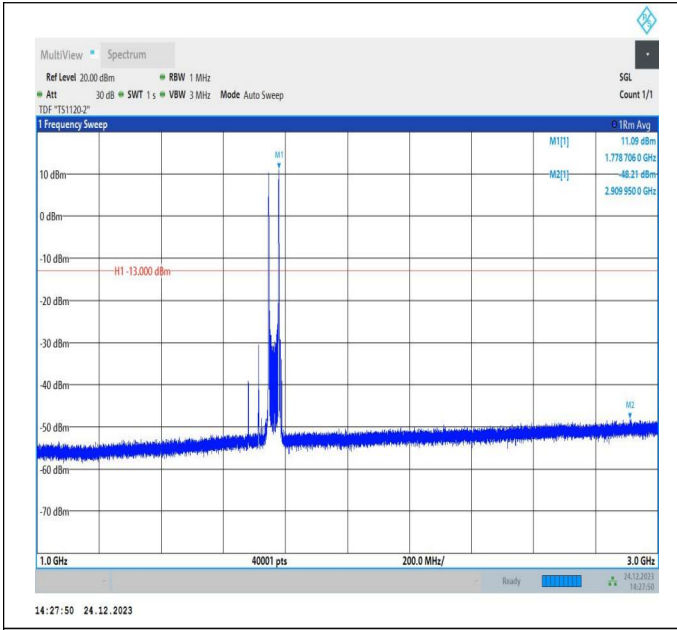 R S
MultiView Spectrum
Ref Level 20.00 dBm RBW 1 MHz SGL
Att 30 dB SWT 1 s VBW 3 MHz Mode Auto Sweep Count 1/1
TDF "TS1120-2"
1 Frequency Sweep 1Rm Avg
M1[1] 11.09 dBm
1.778 706 0 GHz
M1
M2[1] -48.21 dBm
2.909 950 0 GHz
10 dBm
0 dBm
-10 dBm
H1 -13.000 dBm
-20 dBm
-30 dBm
-40 dBm
M2
-50 dBm
-60 dBm
-70 dBm
1.0 GHz 40001 pts 200.0 MHz/ 3.0 GHz
Ready 24.12.2023
14:27:50
14:27:50 24.12.2023